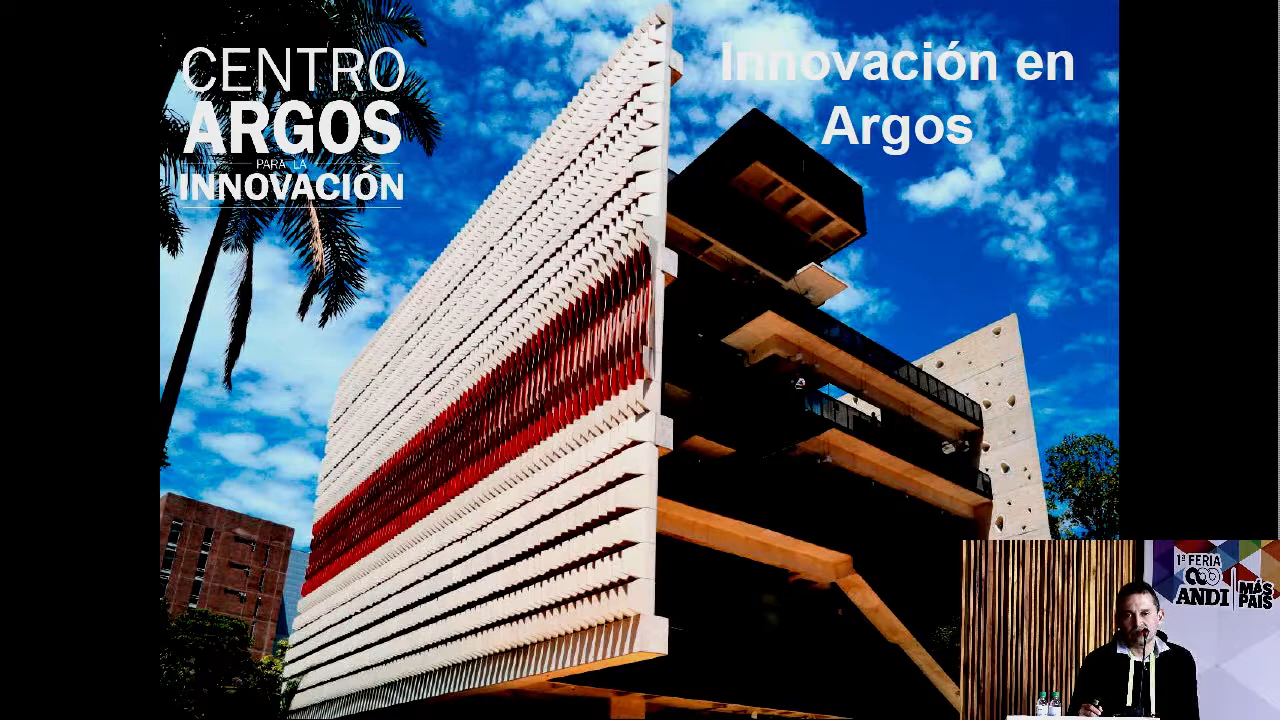 CENTRO
ARGOS
PARA LA
INNOVACIÓN
Innovación en
Argos
1ª FERIA
ANDI
MÁS
PAÍS